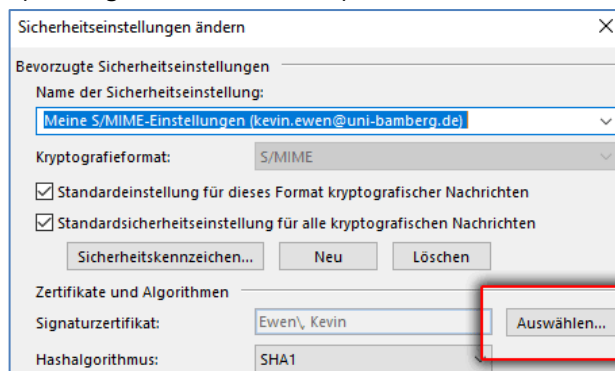 Sicherheitseinstellungen ändern
Bevorzugte Sicherheitseinstellungen
Name der Sicherheitseinstellung:
Meine S/MIME-Einstellungen (kevin.ewen@uni-bamberg.de)
Kryptografieformat: S/MIME
Standardeinstellung für dieses Format kryptografischer Nachrichten
Standardsicherheitseinstellung für alle kryptografischen Nachrichten
Sicherheitskennzeichen... Neu Löschen
Zertifikate und Algorithmen
Signaturzertifikat: Ewen\, Kevin Auswählen...
Hashalgorithmus: SHA1